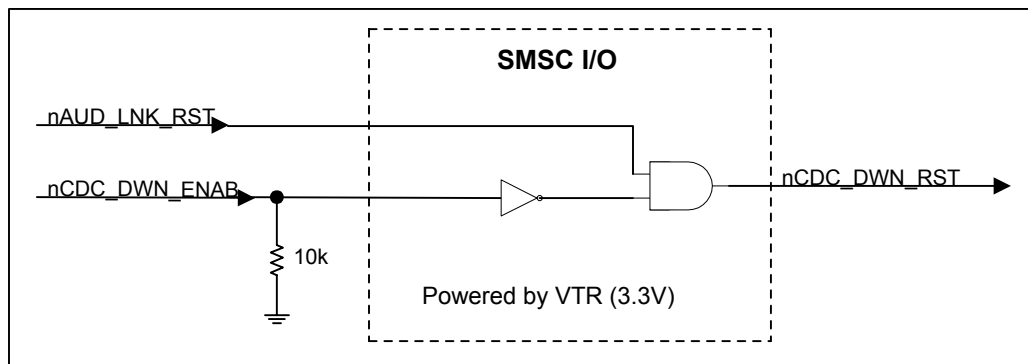 SMSC I/O
nAUD_LNK_RST
nCDC_DWN_ENAB
nCDC_DWN_RST
10k
Powered by VTR (3.3V)